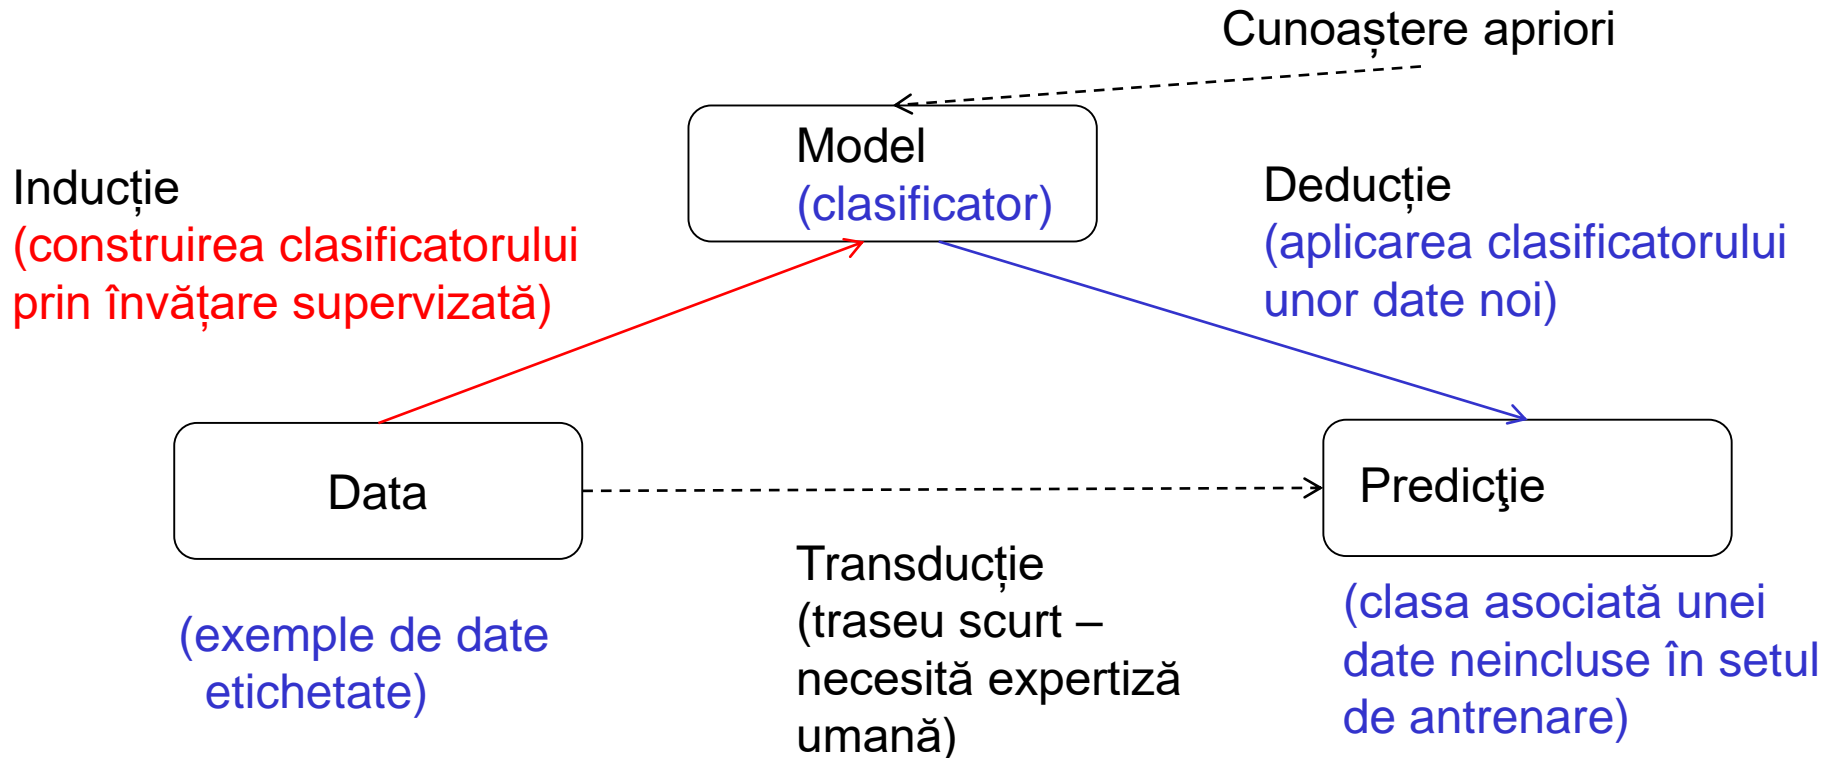 Cunoaștere apriori
Model
(clasificator)
Inducție
(construirea clasificatorului
prin învățare supervizată)
Deducție
(aplicarea clasificatorului
unor date noi)
Data
Predicţie
(exemple de date
etichetate)
Transducție
(traseu scurt –
necesită expertiză
umană)
(clasa asociată unei
date neincluse în setul
de antrenare)